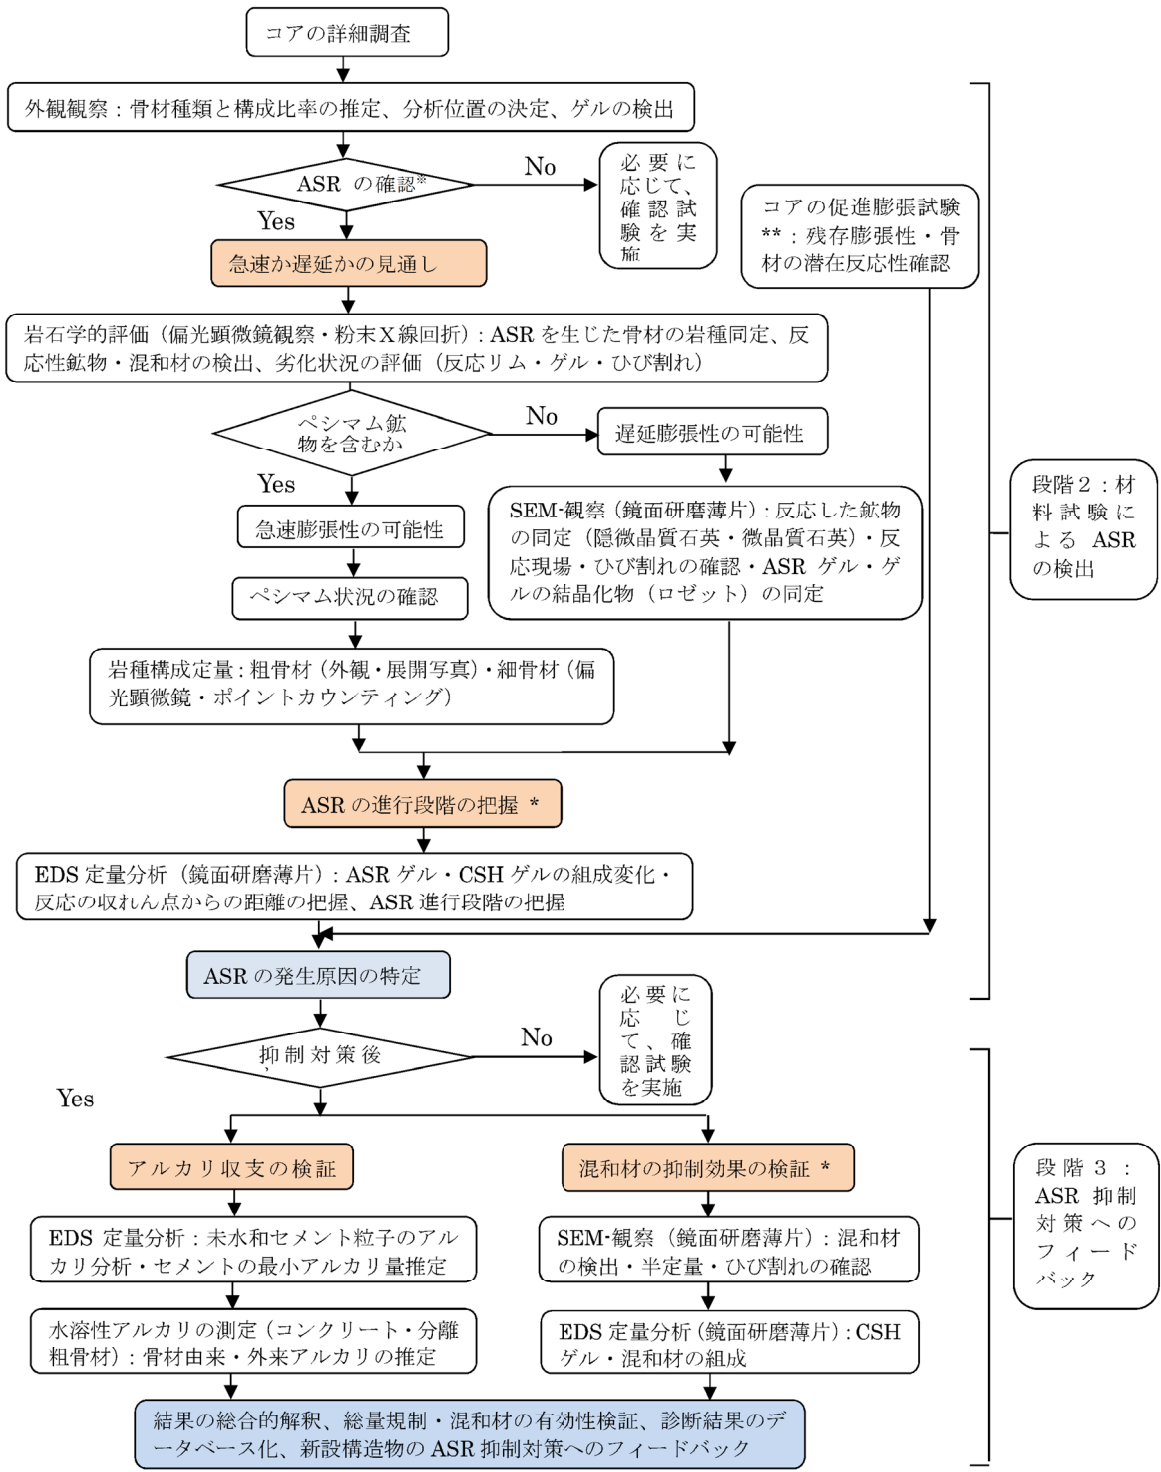 コアの詳細調査
外観観察：骨材種類と構成比率の推定、分析位置の決定、ゲルの検出
ASR の確認※
No
必要に
応じて、
確認試
験を実
施
Yes
急速か遅延かの見通し
コアの促進膨張試験
**：残存膨張性・骨
材の潜在反応性確認
岩石学的評価（偏光顕微鏡観察・粉末Ｘ線回折）：ASR を生じた骨材の岩種同定、反
応性鉱物・混和材の検出、劣化状況の評価（反応リム・ゲル・ひび割れ）
ペシマム鉱
物を含むか
No
遅延膨張性の可能性
Yes
急速膨張性の可能性
SEM-観察（鏡面研磨薄片）：反応した鉱物
の同定（隠微晶質石英・微晶質石英）・反
応現場・ひび割れの確認・ASR ゲル・ゲ
ルの結晶化物（ロゼット）の同定
ペシマム状況の確認
岩種構成定量：粗骨材（外観・展開写真）・細骨材（偏
光顕微鏡・ポイントカウンティング）
段階２：材
料試験に
よる ASR
の検出
ASR の進行段階の把握 *
EDS 定量分析（鏡面研磨薄片）：ASR ゲル・CSH ゲルの組成変化・
反応の収れん点からの距離の把握、ASR 進行段階の把握
ASR の発生原因の特定
抑制対策後
、
No
必要に
応じ
て、確
認試験
を実施
Yes
アルカリ収支の検証
混和材の抑制効果の検証 *
EDS 定量分析：未水和セメント粒子のアル
カリ分析・セメントの最小アルカリ量推定
SEM-観察（鏡面研磨薄片）：混和材
の検出・半定量・ひび割れの確認
水溶性アルカリの測定（コンクリート・分離
粗骨材）：骨材由来・外来アルカリの推定
EDS 定量分析（鏡面研磨薄片）：CSH
ゲル・混和材の組成
段階３：
ASR 抑制
対策への
フィード
バック
結果の総合的解釈、総量規制・混和材の有効性検証、診断結果のデ
ータベース化、新設構造物の ASR 抑制対策へのフィードバック